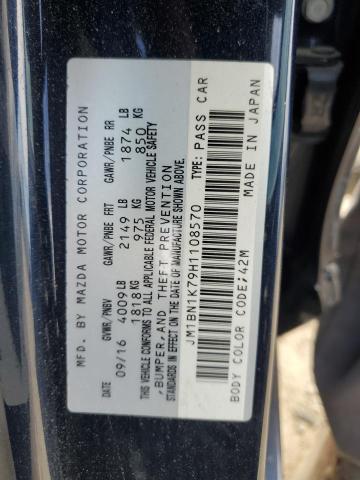 MFD. BY MAZDA MOTOR CORPORATION
DATE GVWR/PNBV GAWR/PNBE FRT GAWR/PNBE RR
09/16 4009 LB 2149 LB 1874 LB
1818 KG 975 KG 850 KG
THIS VEHICLE CONFORMS TO ALL APPLICABLE FEDERAL MOTOR VEHICLE SAFETY
,BUMPER,AND THEFT PREVENTION
STANDARDS IN EFFECT ON THE DATE OF MANUFACTURE SHOWN ABOVE.
JM1BN1K79H1108570 TYPE: PASS CAR
BODY COLOR CODE:42M MADE IN JAPAN